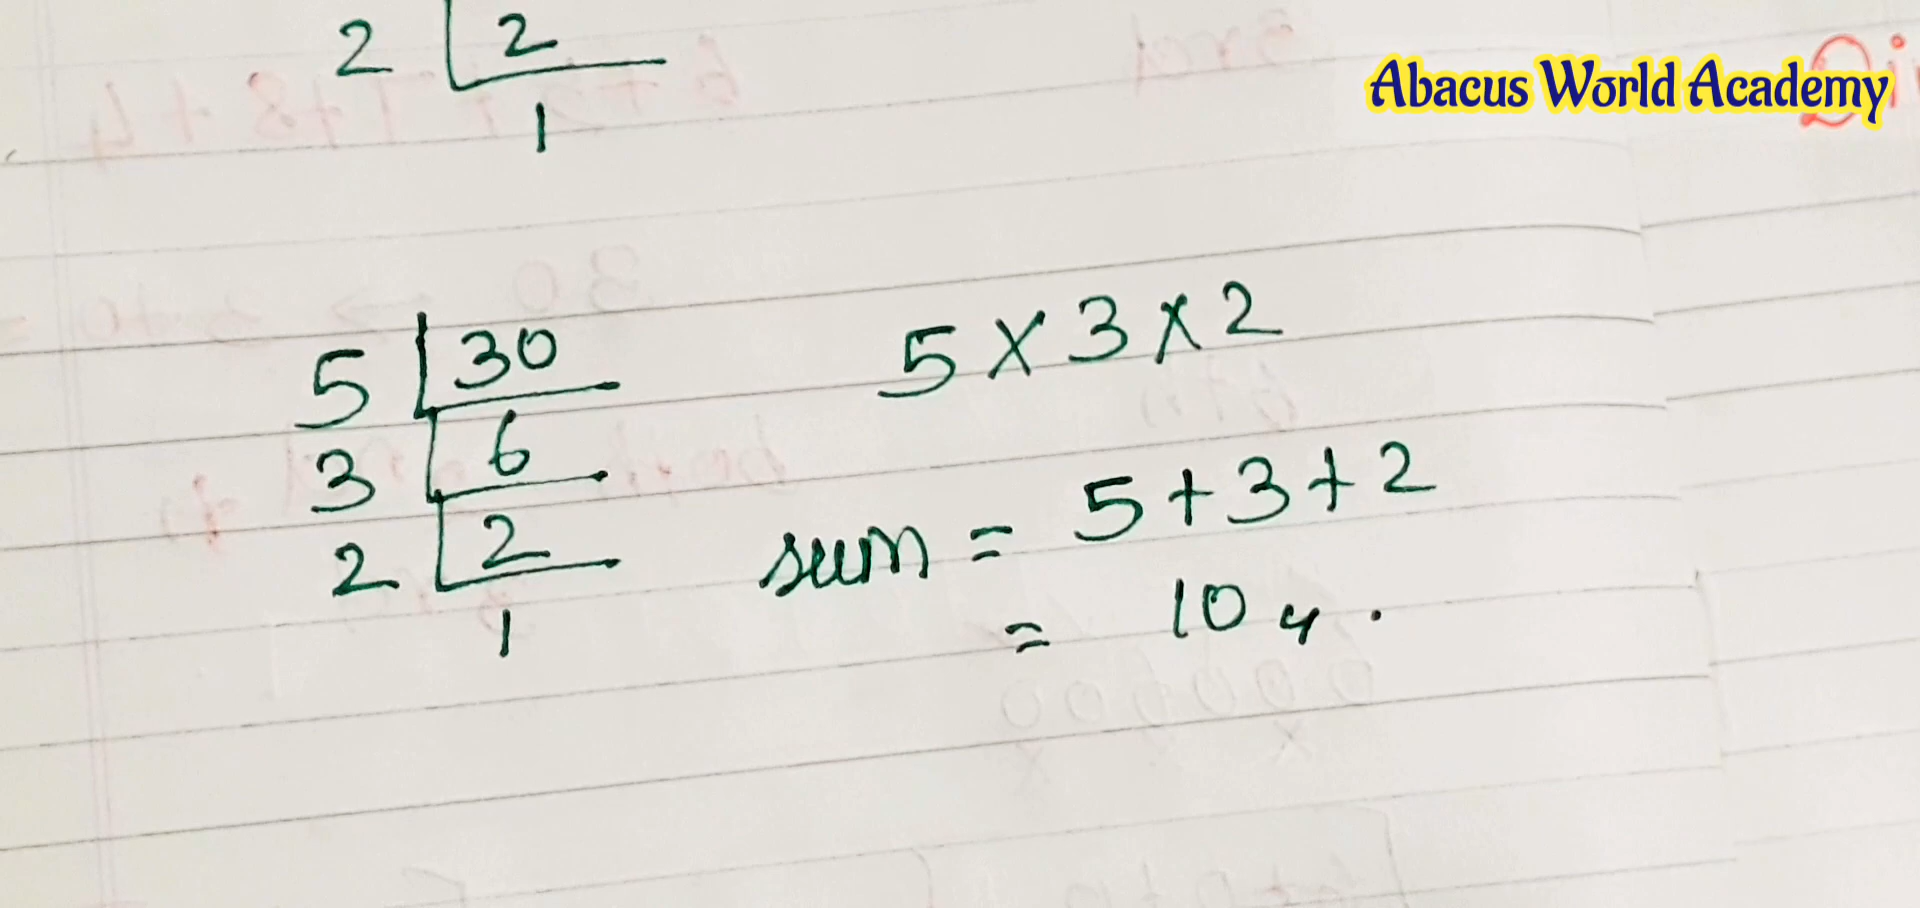 2 2
1
Abacus World Academy
5 30 5 x 3 x 2
3 6
2 2 sum = 5+3+2
1 = 10 .